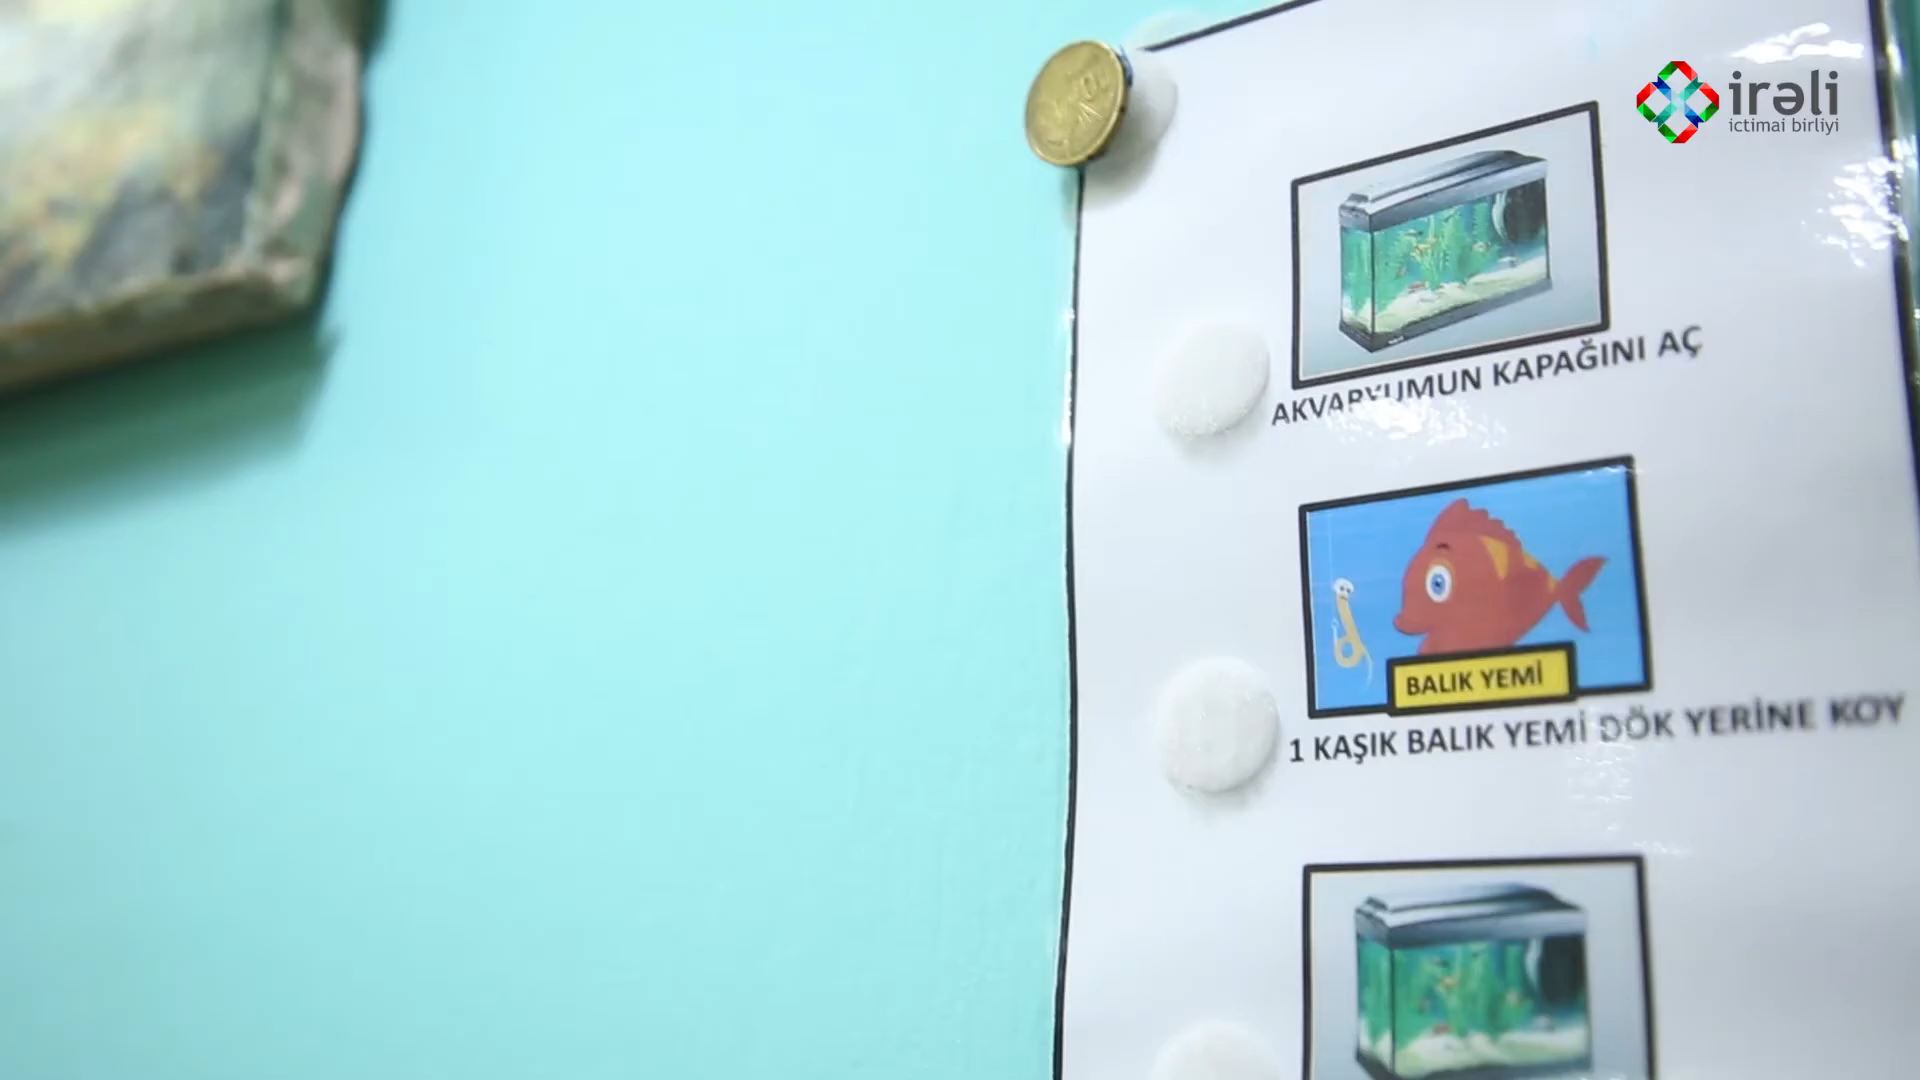 irəli
ictimai birliyi
AKVARYUMUN KAPAĞINI AÇ
BALIK YEMİ
1 KAŞIK BALIK YEMİ DÖK YERİNE KOY